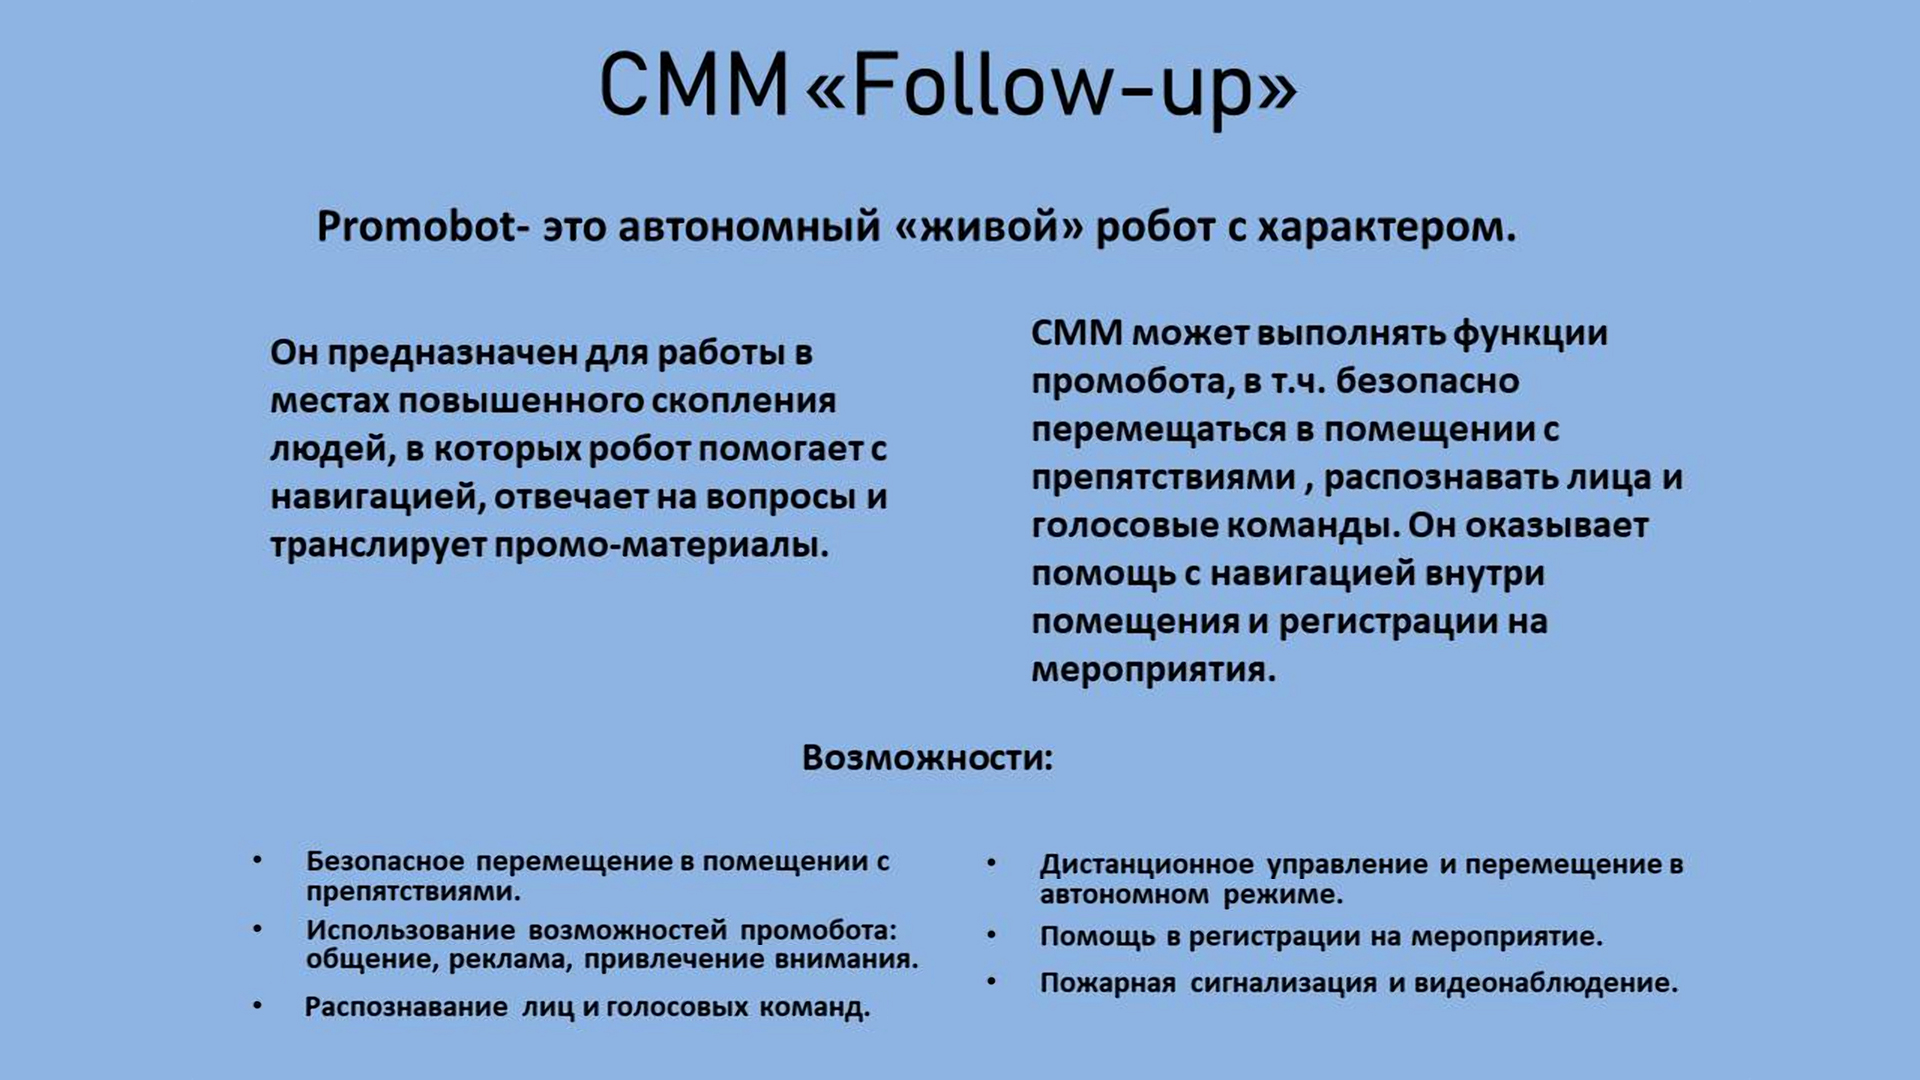 СММ «Follow-up»
Promobot- это автономный «живой» робот с характером.
Он предназначен для работы в
местах повышенного скопления
людей, в которых робот помогает с
навигацией, отвечает на вопросы и
транслирует промо-материалы.
СММ может выполнять функции
промобота, в т.ч. безопасно
перемещаться в помещении с
препятствиями , распознавать лица и
голосовые команды. Он оказывает
помощь с навигацией внутри
помещения и регистрации на
мероприятия.
Возможности:
• Безопасное перемещение в помещении с
препятствиями.
• Использование возможностей промобота:
общение, реклама, привлечение внимания.
• Распознавание лиц и голосовых команд.
• Дистанционное управление и перемещение в
автономном режиме.
• Помощь в регистрации на мероприятие.
• Пожарная сигнализация и видеонаблюдение.